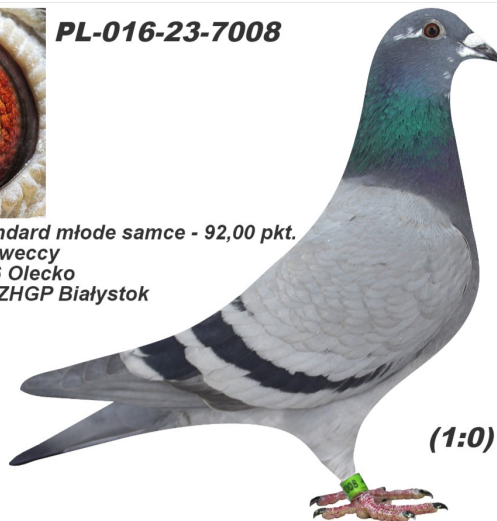 PL-016-23-7008
ndard młode samce - 92,00 pkt.
weccy
Olecko
ZHGP Białystok
(1:0)